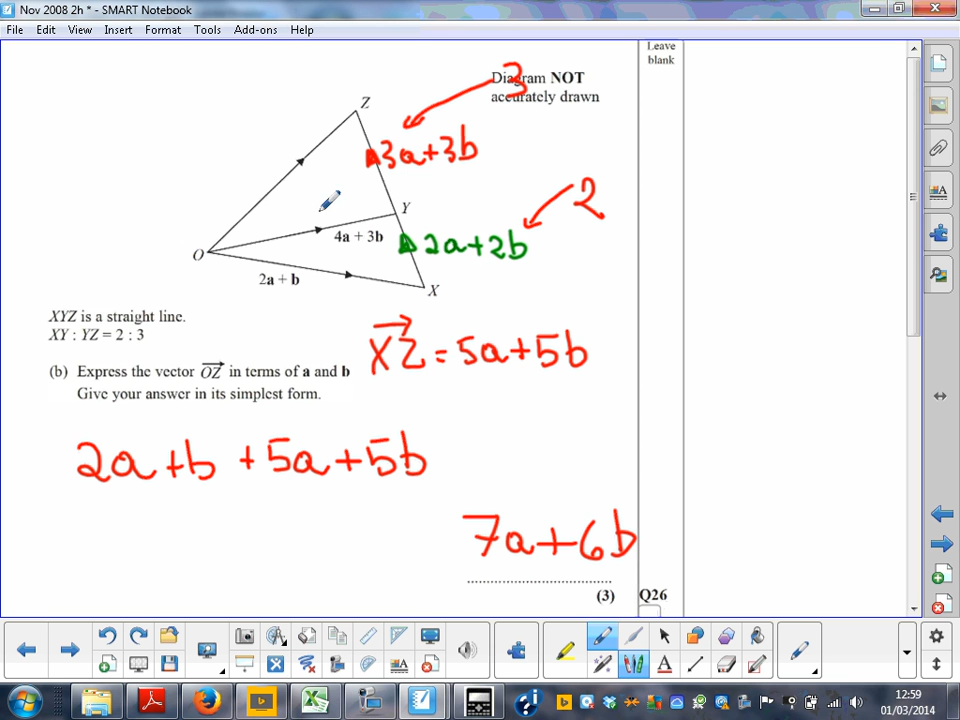 Nov 2008 2h * - SMART Notebook
File Edit View Insert Format Tools Add-ons Help
Leave
blank
Diagram NOT
accurately drawn
3
Z
3a+3b
2
Y
4a + 3b
2a+2b
O
2a + b
X
XYZ is a straight line.
XY : YZ = 2 : 3
XZ = 5a+5b
(b) Express the vector OZ in terms of a and b
Give your answer in its simplest form.
2a+b +5a+5b
7a+6b
(3) Q26
12:59
01/03/2014